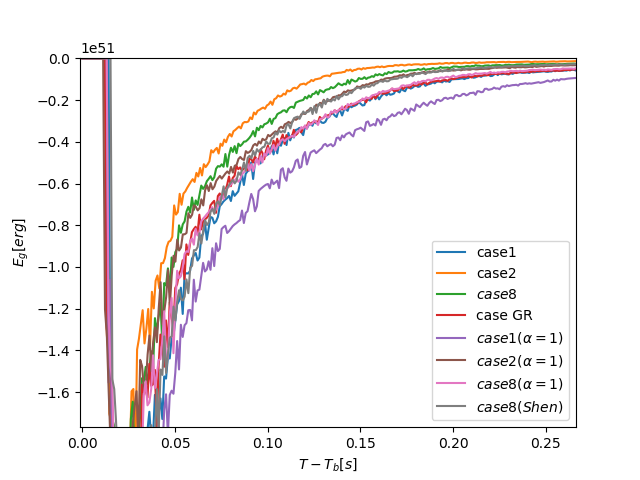 1e51
0.0
−0.2
−0.4
−0.6
−0.8
−1.0
−1.2
−1.4
−1.6
E_g[erg]
case1
case2
case8
case GR
case1(α = 1)
case2(α = 1)
case8(α = 1)
case8(Shen)
0.00 0.05 0.10 0.15 0.20 0.25
T − T_b[s]